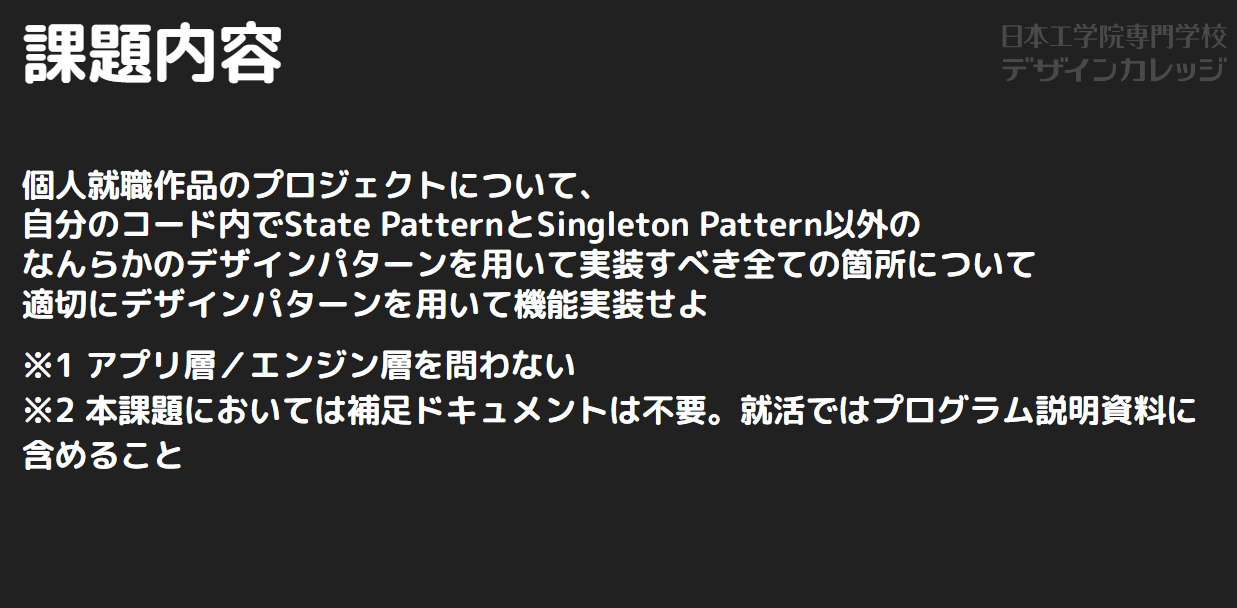 課題内容
日本工学院専門学校
デザインカレッジ
個人就職作品のプロジェクトについて、
自分のコード内でState PatternとSingleton Pattern以外の
なんらかのデザインパターンを用いて実装すべき全ての箇所について
適切にデザインパターンを用いて機能実装せよ
※1 アプリ層／エンジン層を問わない
※2 本課題においては補足ドキュメントは不要。就活ではプログラム説明資料に
含めること